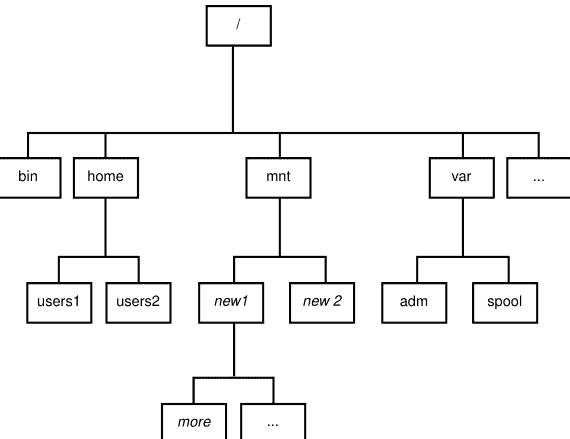 /
bin home mnt var ...
users1 users2 new1 new 2 adm spool
more ...